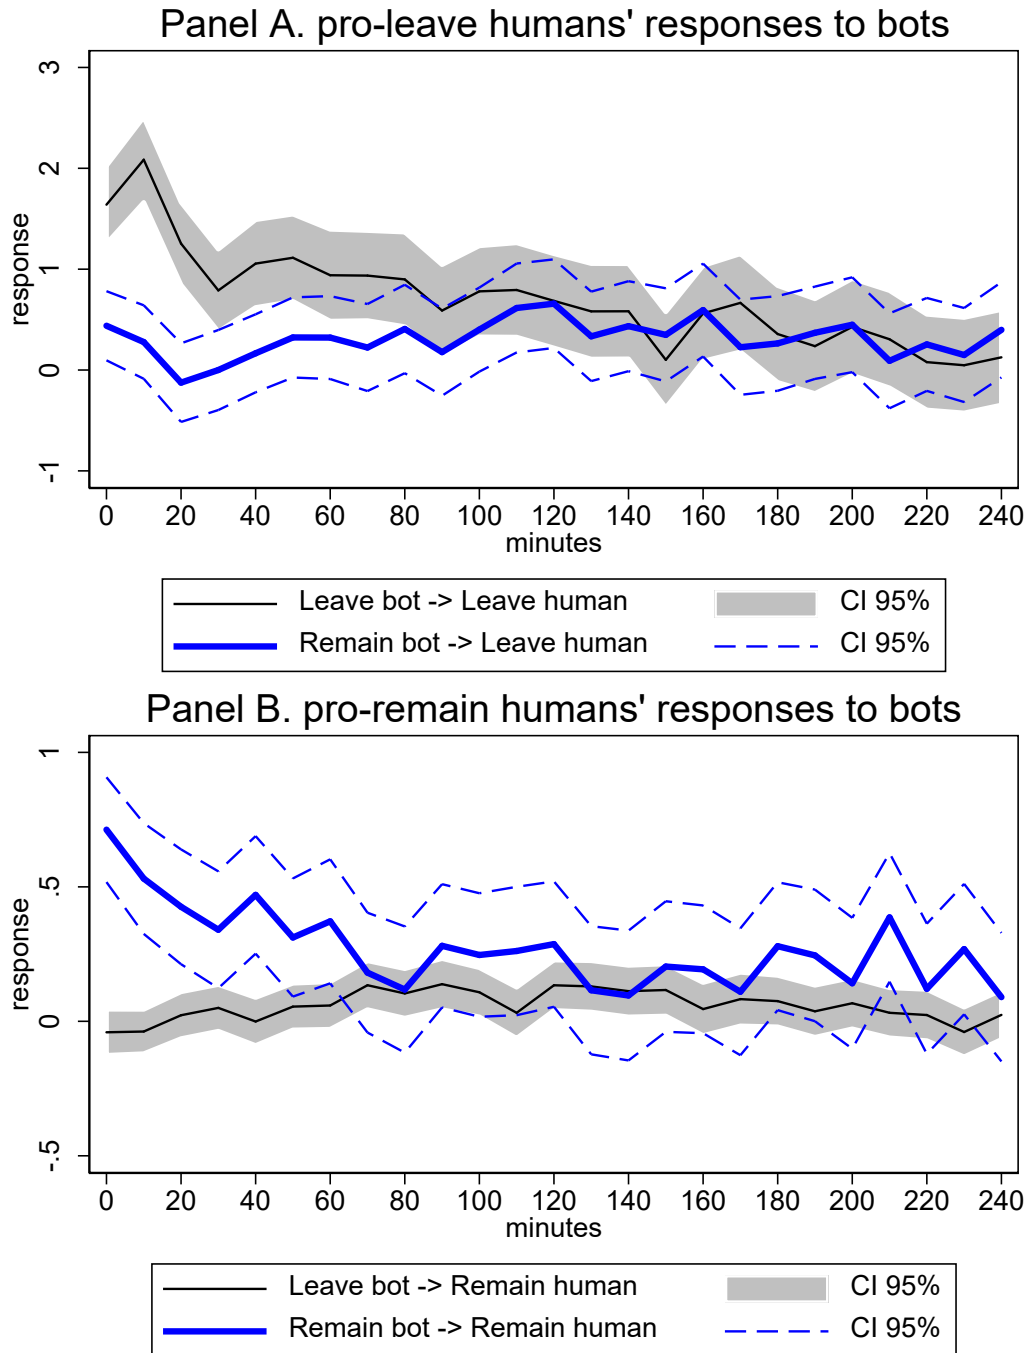 Panel A. pro-leave humans' responses to bots
3
2
1
0
-1
response
0 20 40 60 80 100 120 140 160 180 200 220 240
minutes
Leave bot -> Leave human CI 95%
Remain bot -> Leave human CI 95%
Panel B. pro-remain humans' responses to bots
1
.5
0
-.5
response
0 20 40 60 80 100 120 140 160 180 200 220 240
minutes
Leave bot -> Remain human CI 95%
Remain bot -> Remain human CI 95%